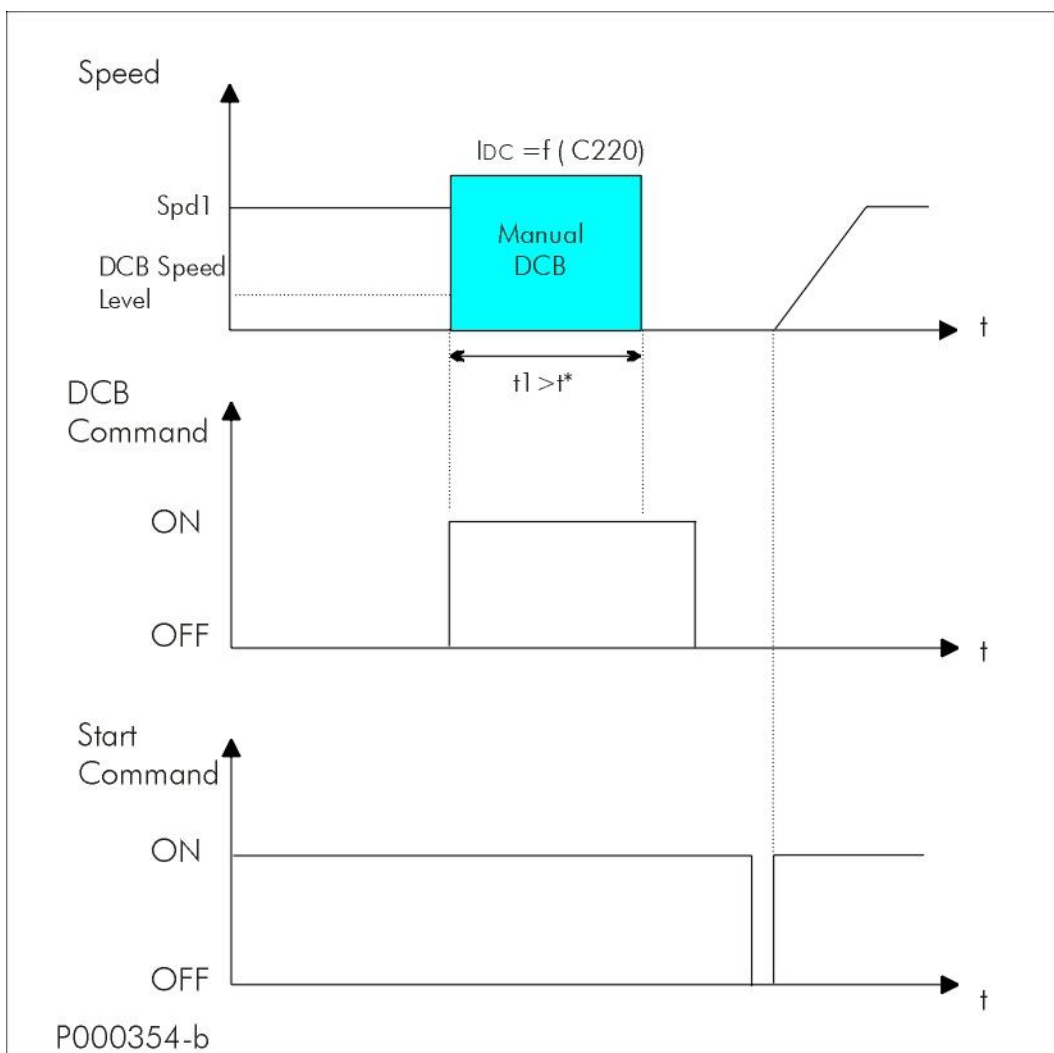 Speed
IDC =f ( C220)
Spd1
Manual
DCB
DCB Speed
Level
t
t1 >t*
DCB
Command
ON
OFF
t
Start
Command
ON
OFF
t
P000354-b